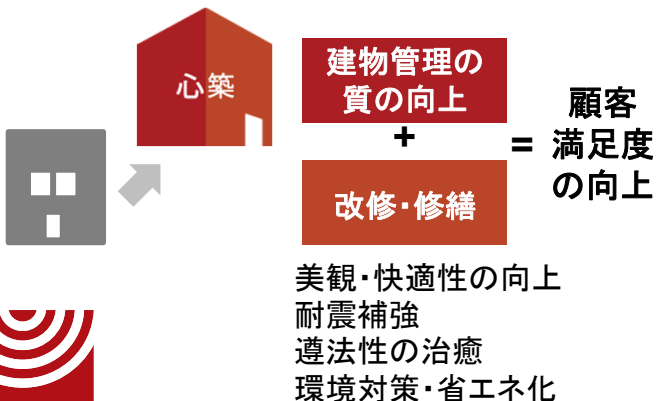 心築
建物管理の
質の向上
+
改修・修繕
= 顧客
満足度
の向上
美観・快適性の向上
耐震補強
遵法性の治癒
環境対策・省エネ化